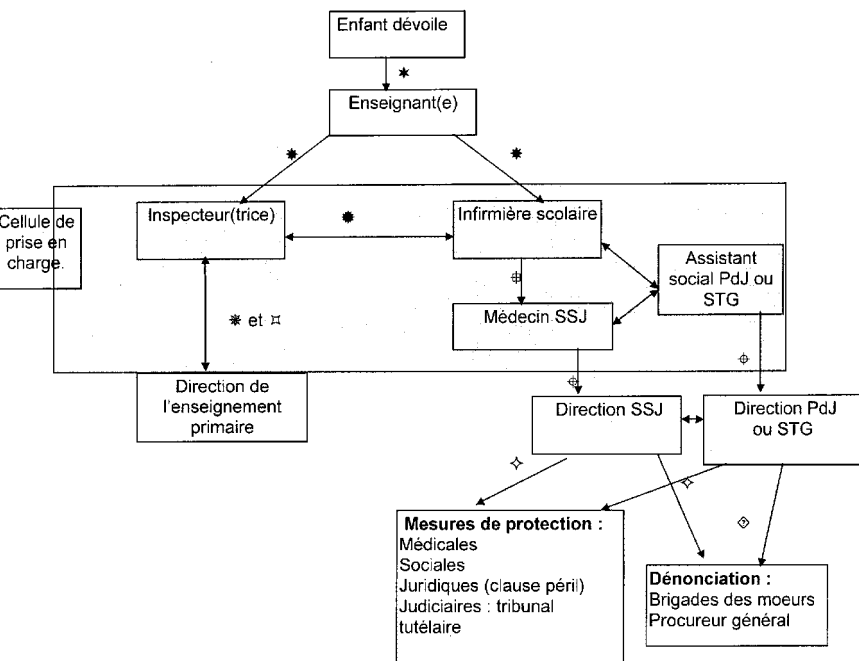 Enfant dévoile
Enseignant(e)
Cellule de
prise en
charge.
Inspecteur(trice)
Infirmière scolaire
Assistant
social PdJ ou
STG
et
Médecin SSJ
Direction de
l'enseignement
primaire
Direction SSJ
Direction PdJ
ou STG
Mesures de protection :
Médicales
Sociales
Juridiques (clause péril)
Judiciaires : tribunal
tutélaire
?
Dénonciation :
Brigades des moeurs
Procureur général